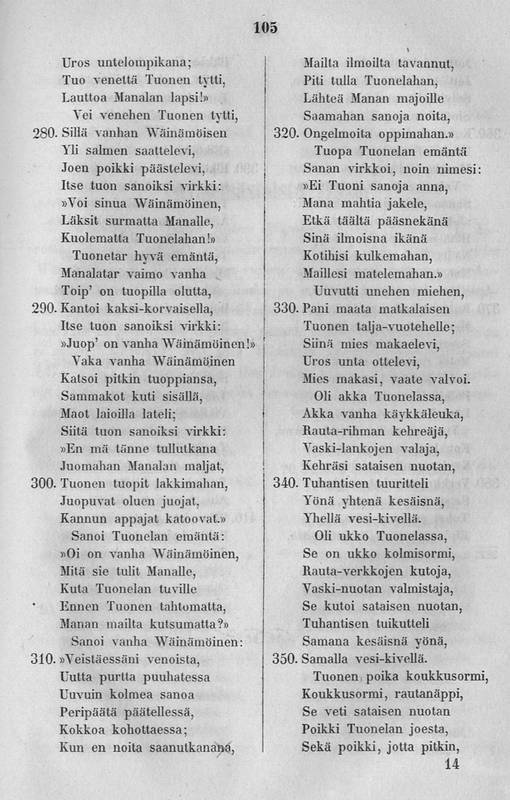 105
Uros untelompikana;
Tuo venettä Tuonen tytti,
Lauttoa Manalan lapsi!»
Vei venehen Tuonen tytti,
280. Sillä vanhan Wäinämöisen
Yli salmen saattelevi,
Joen poikki päästelevi,
Itse tuon sanoiksi virkki:
»Voi sinua Wäinämöinen,
Läksit surmatta Manalle,
Kuolematta Tuonelahan!»
Tuonetar hyvä emäntä,
Manalatar vaimo vanha
Toip' on tuopilla olutta,
290. Kantoi kaksi-korvaisella,
Itse tuon sanoiksi virkki:
»Juop' on vanha Wäinämöinen!»
Vaka vanha Wäinämöinen
Katsoi pitkin tuoppiansa,
Sammakot kuti sisällä,
Maot laioilla lateli;
Siitä tuon sanoiksi virkki:
»En mä tänne tullutkana
Juomahan Manalan maljat,
300. Tuonen tuopit lakkimahan,
Juopuvat oluen juojat,
Kannun appajat katoovat.»
Sanoi Tuonelan emäntä:
»Oi on vanha Wäinämöinen,
Mitä sie tulit Manalle,
Kuta Tuonelan tuville
Ennen Tuonen tahtomatta,
Manan mailta kutsumatta?»
Sanoi vanha Wäinämöinen:
310. »Veistäessäni venoista,
Uutta purtta puuhatessa
Uuvuin kolmea sanoa
Peripäätä päätellessä,
Kokkoa kohottaessa;
Kun en noita saanutkana,
Mailta ilmoilta tavannut,
Piti tulla Tuonelahan,
Lähteä Manan majoille
Saamahan sanoja noita,
320. Ongelmoita oppimahan.»
Tuopa Tuonelan emäntä
Sanan virkkoi, noin nimesi:
»Ei Tuoni sanoja anna,
Mana mahtia jakele,
Etkä täältä pääsnekänä
Sinä ilmoisna ikänä
Kotihisi kulkemahan,
Maillesi matelemahan.»
Uuvutti unehen miehen,
330. Pani maata matkalaisen
Tuonen talja-vuotehelle;
Siinä mies makaelevi,
Uros unta ottelevi,
Mies makasi, vaate valvoi.
Oli akka Tuonelassa,
Akka vanha käykkäleuka,
Rauta-rihman kehreäjä,
Vaski-lankojen valaja,
Kehräsi sataisen nuotan,
340. Tuhantisen tuuritteli
Yönä yhtenä kesäisnä,
Yhellä vesi-kivellä.
Oli ukko Tuonelassa,
Se on ukko kolmisormi,
Rauta-verkkojen kutoja,
Vaski-nuotan valmistaja,
Se kutoi sataisen nuotan,
Tuhantisen tuikutteli
Samana kesäisnä yönä,
350. Samalla vesi-kivellä.
Tuonen poika koukkusormi,
Koukkusormi, rautanäppi,
Se veti sataisen nuotan
Poikki Tuonelan joesta,
Sekä poikki, jotta pitkin,
14